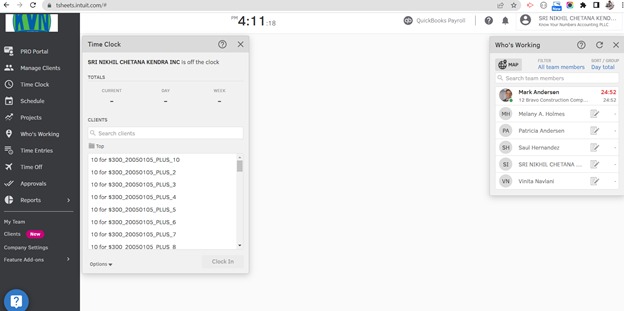 tsheets.intuit.com/#
New
PM 4:11:18
QuickBooks Payroll
SRI NIKHIL CHETANA KEND...
Know Your Numbers Accounting PLLC
PRO Portal
Manage Clients
Time Clock
Schedule
Projects
Who's Working
Time Entries
Time Off
Approvals
Reports
My Team
Clients New
Company Settings
Feature Add-ons
Time Clock
SRI NIKHIL CHETANA KENDRA INC is off the clock
TOTALS
CURRENT DAY WEEK
- - -
CLIENTS
Search clients
Top
10 for $300_20050105_PLUS_10
10 for $300_20050105_PLUS_2
10 for $300_20050105_PLUS_3
10 for $300_20050105_PLUS_4
10 for $300_20050105_PLUS_5
10 for $300_20050105_PLUS_6
10 for $300_20050105_PLUS_7
10 for $300_20050105_PLUS_8
Options
Clock In
Who's Working
MAP
FILTER
All team members
SORT / GROUP
Day total
Search team members
Mark Andersen 24:52
12 Bravo Construction Comp... 24:52
MH Melany A. Holmes -
PA Patricia Andersen -
SH Saul Hernandez -
SI SRI NIKHIL CHETANA ... -
VN Vinita Navlani -